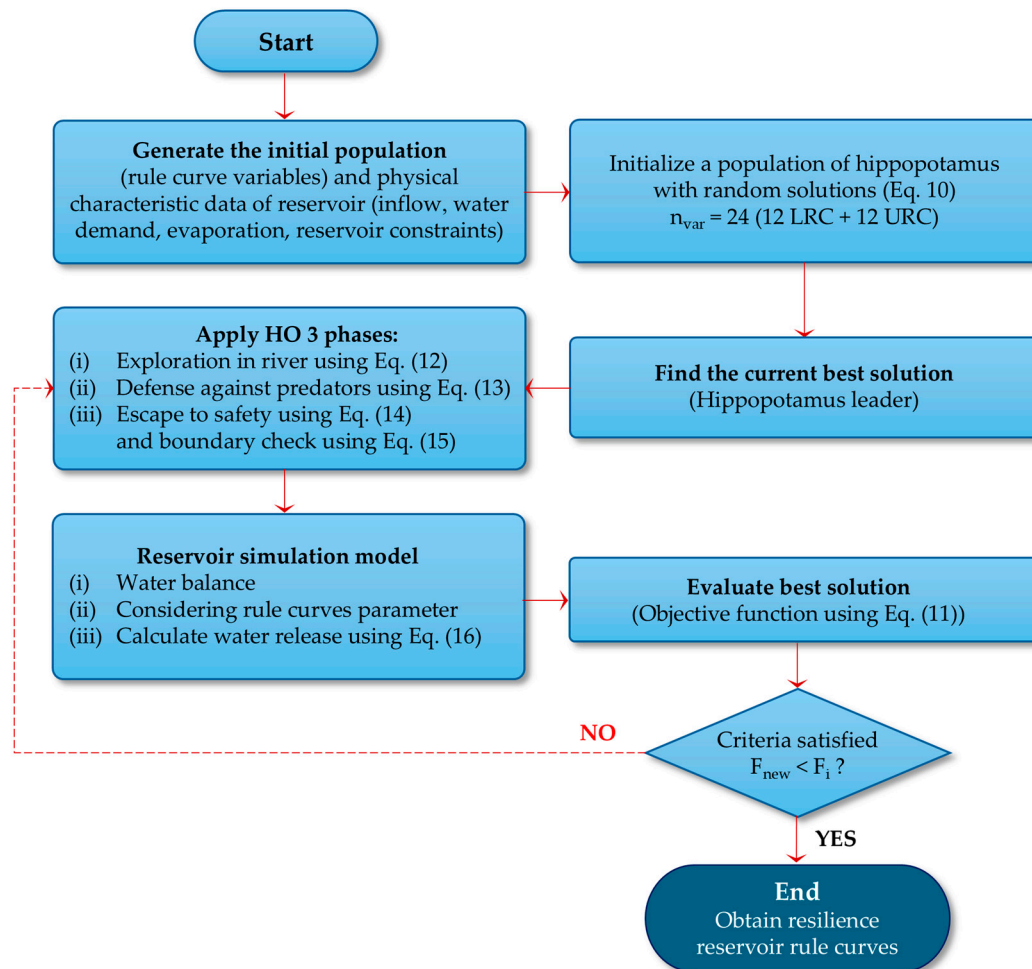 Start
Generate the initial population
(rule curve variables) and physical
characteristic data of reservoir (inflow, water
demand, evaporation, reservoir constraints)
Initialize a population of hippopotamus
with random solutions (Eq. 10)
n_var = 24 (12 LRC + 12 URC)
Find the current best solution
(Hippopotamus leader)
Apply HO 3 phases:
(i) Exploration in river using Eq. (12)
(ii) Defense against predators using Eq. (13)
(iii) Escape to safety using Eq. (14)
and boundary check using Eq. (15)
Reservoir simulation model
(i) Water balance
(ii) Considering rule curves parameter
(iii) Calculate water release using Eq. (16)
Evaluate best solution
(Objective function using Eq. (11))
Criteria satisfied
F_new < F_i ?
NO
YES
End
Obtain resilience
reservoir rule curves